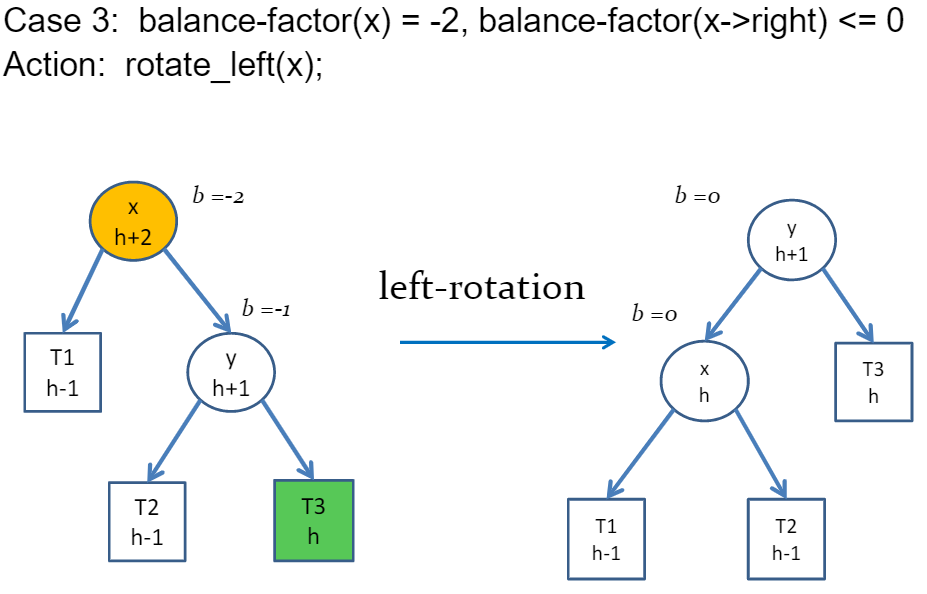 Case 3:  balance-factor(x) = -2, balance-factor(x->right) <= 0
Action:  rotate_left(x);
b =-2
x
h+2
b =-1
T1
h-1
y
h+1
T2
h-1
T3
h
left-rotation
b =0
y
h+1
b =0
x
h
T3
h
T1
h-1
T2
h-1